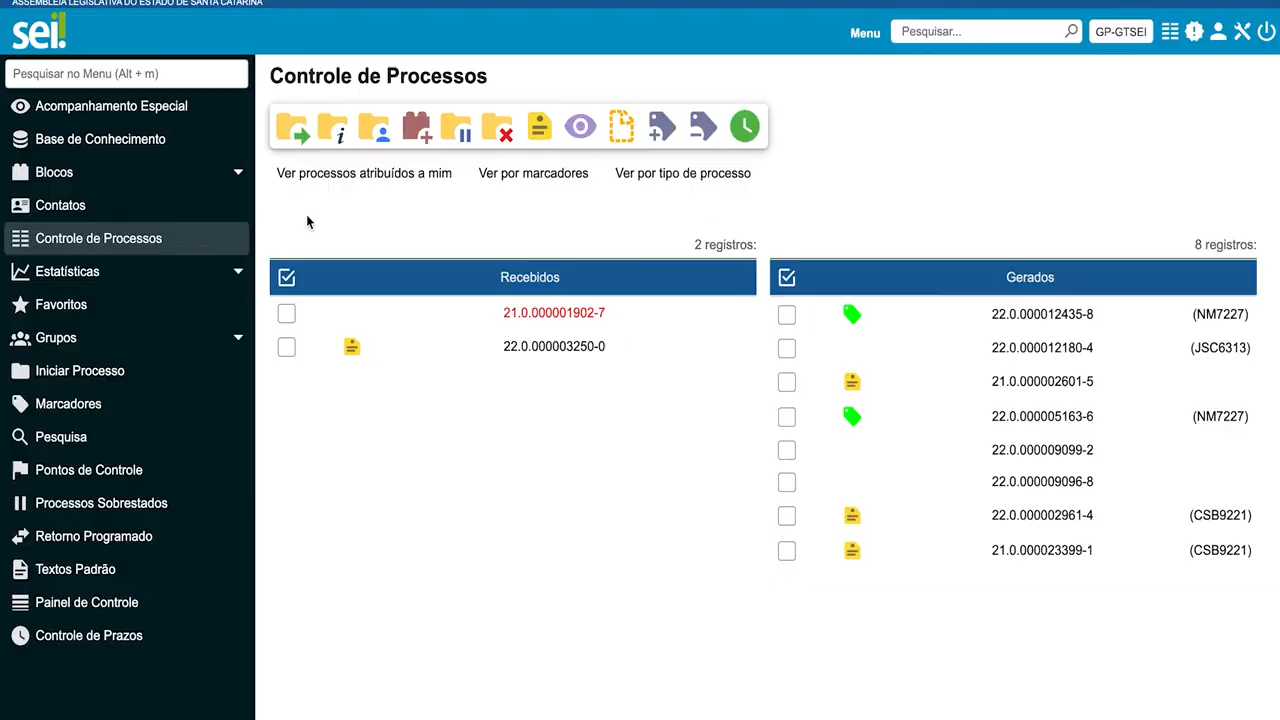 ASSEMBLEIA LEGISLATIVA DO ESTADO DE SANTA CATARINA
sei!
Menu
Pesquisar...
GP-GTSEI
Pesquisar no Menu (Alt + m)
Acompanhamento Especial
Base de Conhecimento
Blocos
Contatos
Controle de Processos
Estatísticas
Favoritos
Grupos
Iniciar Processo
Marcadores
Pesquisa
Pontos de Controle
Processos Sobrestados
Retorno Programado
Textos Padrão
Painel de Controle
Controle de Prazos
Controle de Processos
Ver processos atribuídos a mim Ver por marcadores Ver por tipo de processo
2 registros:
Recebidos
21.0.000001902-7
22.0.000003250-0
8 registros:
Gerados
22.0.000012435-8 (NM7227)
22.0.000012180-4 (JSC6313)
21.0.000002601-5
22.0.000005163-6 (NM7227)
22.0.000009099-2
22.0.000009096-8
22.0.000002961-4 (CSB9221)
21.0.000023399-1 (CSB9221)